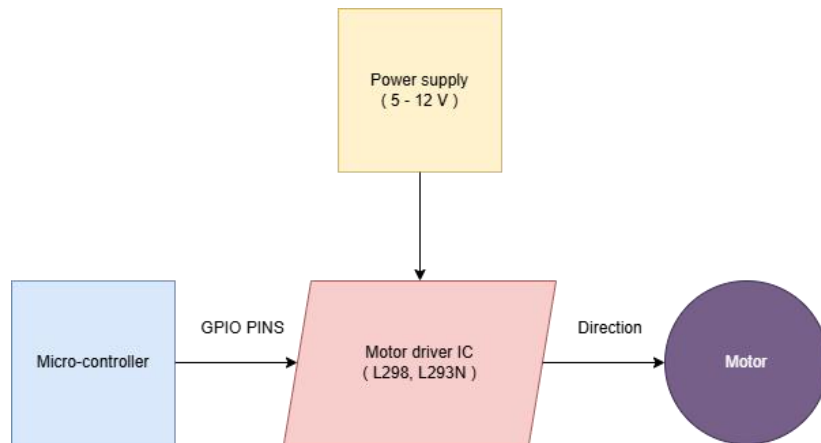 Power supply
( 5 - 12 V )
Micro-controller
GPIO PINS
Motor driver IC
( L298, L293N )
Direction
Motor